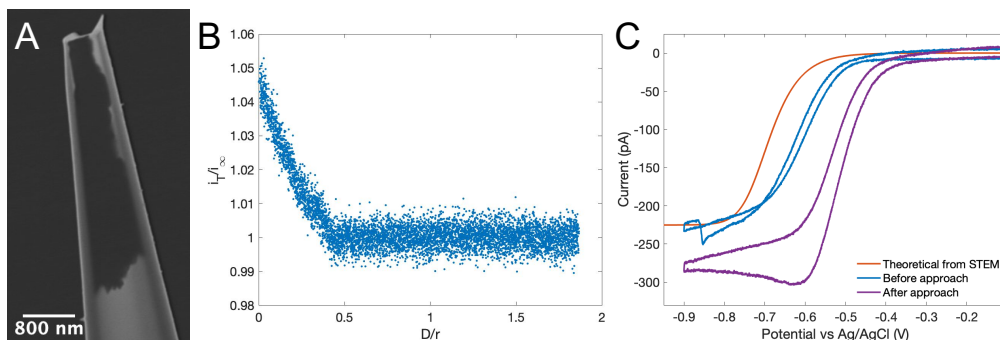 A
800 nm
B
1.06
1.05
1.04
1.03
1.02
1.01
1
0.99
0.98
i_T/i_∞
0 0.5 1 1.5 2
D/r
C
0
-50
-100
-150
-200
-250
-300
Current (pA)
Theoretical from STEM
Before approach
After approach
-0.9 -0.8 -0.7 -0.6 -0.5 -0.4 -0.3 -0.2
Potential vs Ag/AgCl (V)